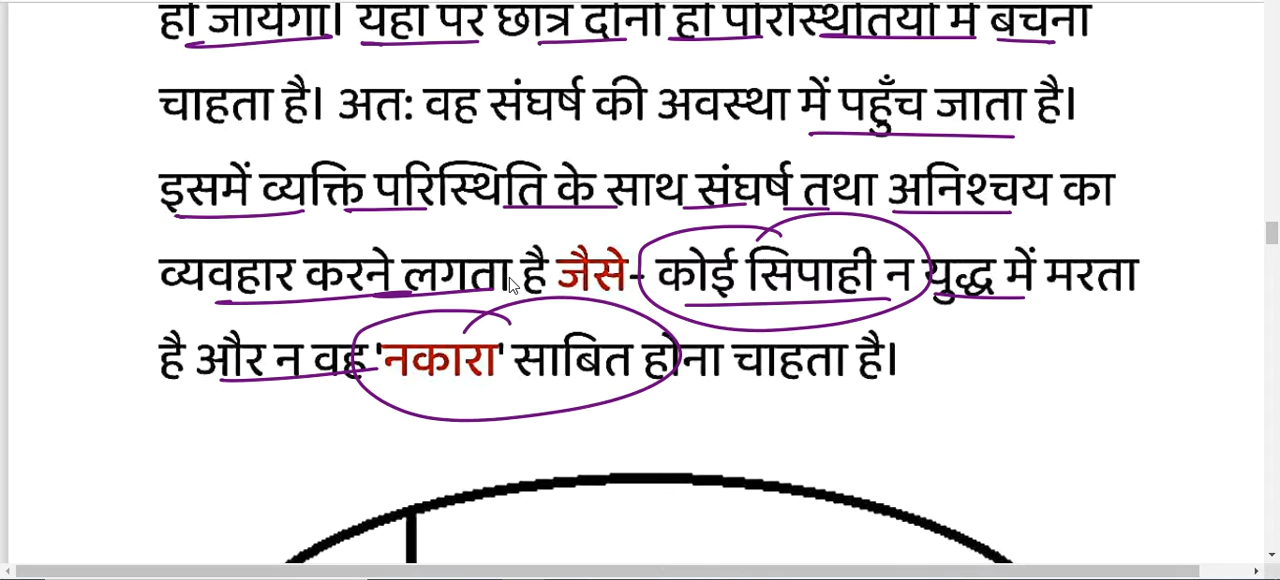 हो जायेगा। यहाँ पर छात्र दोनों ही परिस्थितियों में बचना
चाहता है। अत: वह संघर्ष की अवस्था में पहुँच जाता है।
इसमें व्यक्ति परिस्थिति के साथ संघर्ष तथा अनिश्चय का
व्यवहार करने लगता है जैसे- कोई सिपाही न युद्ध में मरता
है और न वह 'नकारा' साबित होना चाहता है।